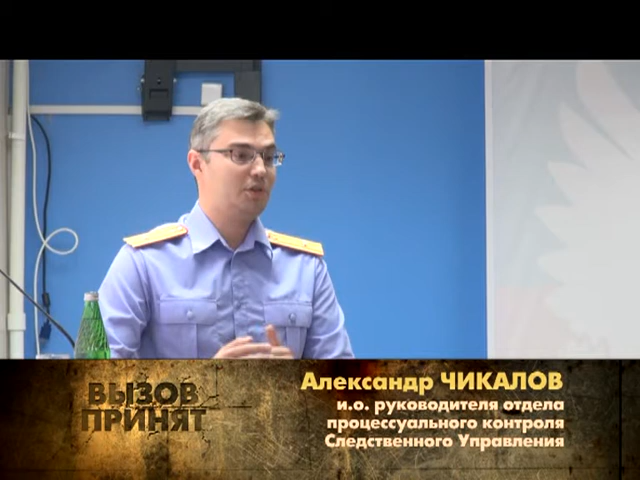 ВЫЗОВ
ПРИНЯТ
Александр ЧИКАЛОВ
и.о. руководителя отдела
процессуального контроля
Следственного Управления